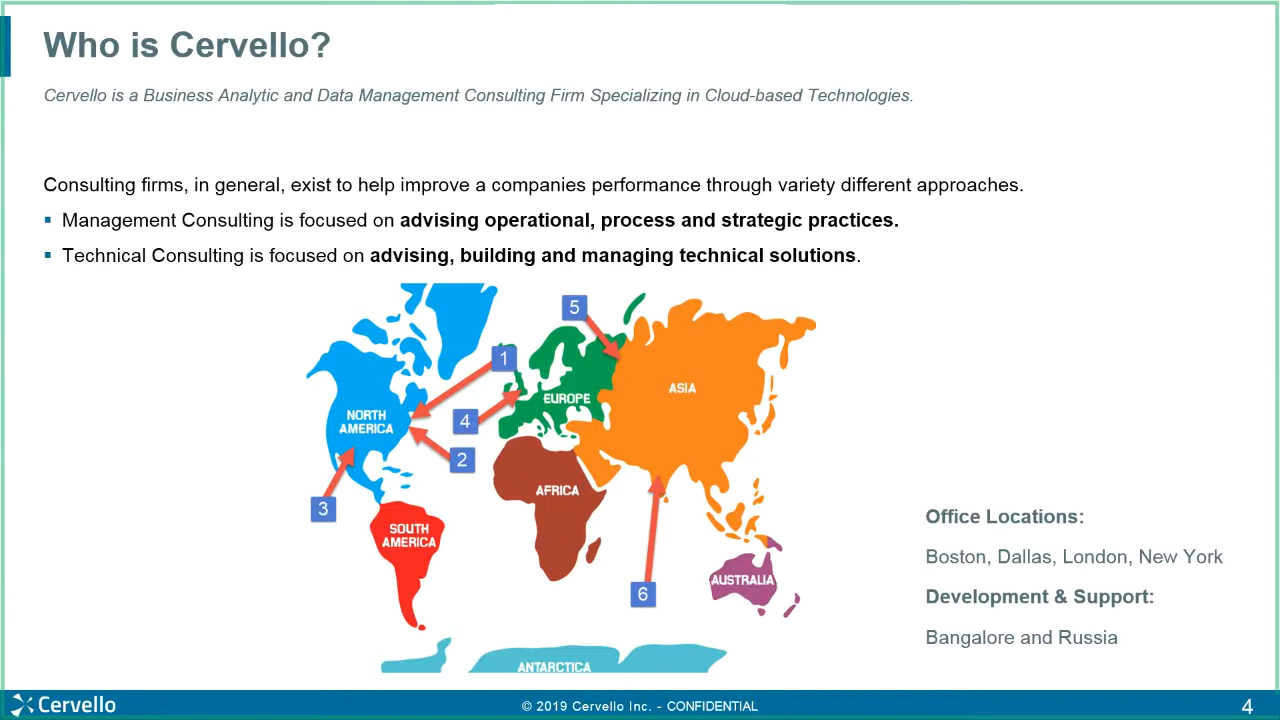 Who is Cervello?
Cervello is a Business Analytic and Data Management Consulting Firm Specializing in Cloud-based Technologies.
Consulting firms, in general, exist to help improve a companies performance through variety different approaches.
▪ Management Consulting is focused on advising operational, process and strategic practices.
▪ Technical Consulting is focused on advising, building and managing technical solutions.
5
1
ASIA
EUROPE
NORTH
AMERICA
4
2
AFRICA
3
SOUTH
AMERICA
AUSTRALIA
6
ANTARCTICA
Office Locations:
Boston, Dallas, London, New York
Development & Support:
Bangalore and Russia
Cervello
© 2019 Cervello Inc. - CONFIDENTIAL
4